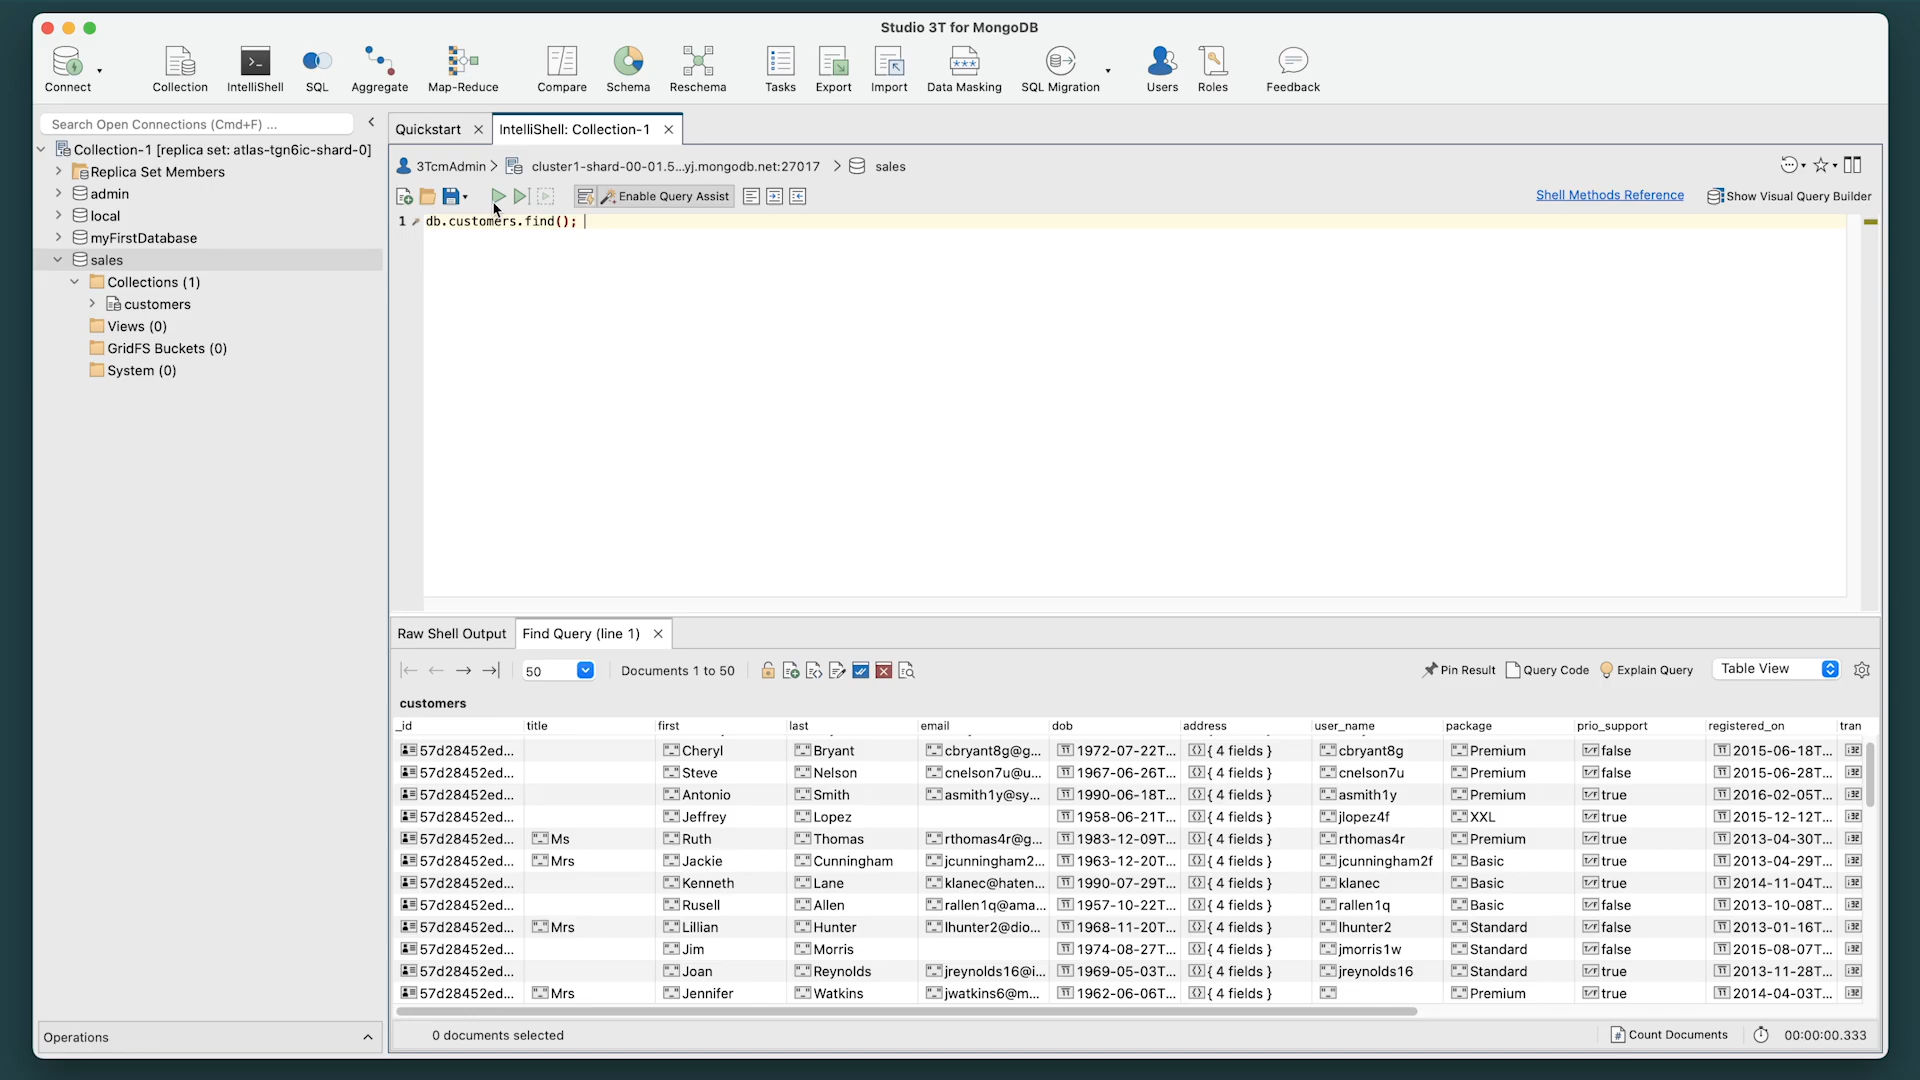 Studio 3T for MongoDB
Connect Collection IntelliShell SQL Aggregate Map-Reduce Compare Schema Reschema Tasks Export Import Data Masking SQL Migration Users Roles Feedback
Search Open Connections (Cmd+F) ...
Collection-1 [replica set: atlas-tgn6ic-shard-0]
Replica Set Members
admin
local
myFirstDatabase
sales
Collections (1)
customers
Views (0)
GridFS Buckets (0)
System (0)
Operations
Quickstart IntelliShell: Collection-1
3TcmAdmin cluster1-shard-00-01.5...yj.mongodb.net:27017 sales
Enable Query Assist Shell Methods Reference Show Visual Query Builder
1 db.customers.find();
Raw Shell Output Find Query (line 1)
50 Documents 1 to 50 Pin Result Query Code Explain Query Table View
customers
_id title first last email dob address user_name package prio_support registered_on tran
57d28452ed... Cheryl Bryant cbryant8g@g... 1972-07-22T... { 4 fields } cbryant8g Premium false 2015-06-18T...
57d28452ed... Steve Nelson cnelson7u@u... 1967-06-26T... { 4 fields } cnelson7u Premium false 2015-06-28T...
57d28452ed... Antonio Smith asmith1y@sy... 1990-06-18T... { 4 fields } asmith1y Premium true 2016-02-05T...
57d28452ed... Jeffrey Lopez 1958-06-21T... { 4 fields } jlopez4f XXL true 2015-12-12T...
57d28452ed... Ms Ruth Thomas rthomas4r@g... 1983-12-09T... { 4 fields } rthomas4r Premium true 2013-04-30T...
57d28452ed... Mrs Jackie Cunningham jcunningham2... 1963-12-20T... { 4 fields } jcunningham2f Basic true 2013-04-29T...
57d28452ed... Kenneth Lane klanec@haten... 1990-07-29T... { 4 fields } klanec Basic true 2014-11-04T...
57d28452ed... Rusell Allen rallen1q@ama... 1957-10-22T... { 4 fields } rallen1q Basic false 2013-10-08T...
57d28452ed... Mrs Lillian Hunter lhunter2@dio... 1968-11-20T... { 4 fields } lhunter2 Standard false 2013-01-16T...
57d28452ed... Jim Morris 1974-08-27T... { 4 fields } jmorris1w Standard false 2015-08-07T...
57d28452ed... Joan Reynolds jreynolds16@i... 1969-05-03T... { 4 fields } jreynolds16 Standard true 2013-11-28T...
57d28452ed... Mrs Jennifer Watkins jwatkins6@m... 1962-06-06T... { 4 fields } Premium true 2014-04-03T...
0 documents selected Count Documents 00:00:00.333